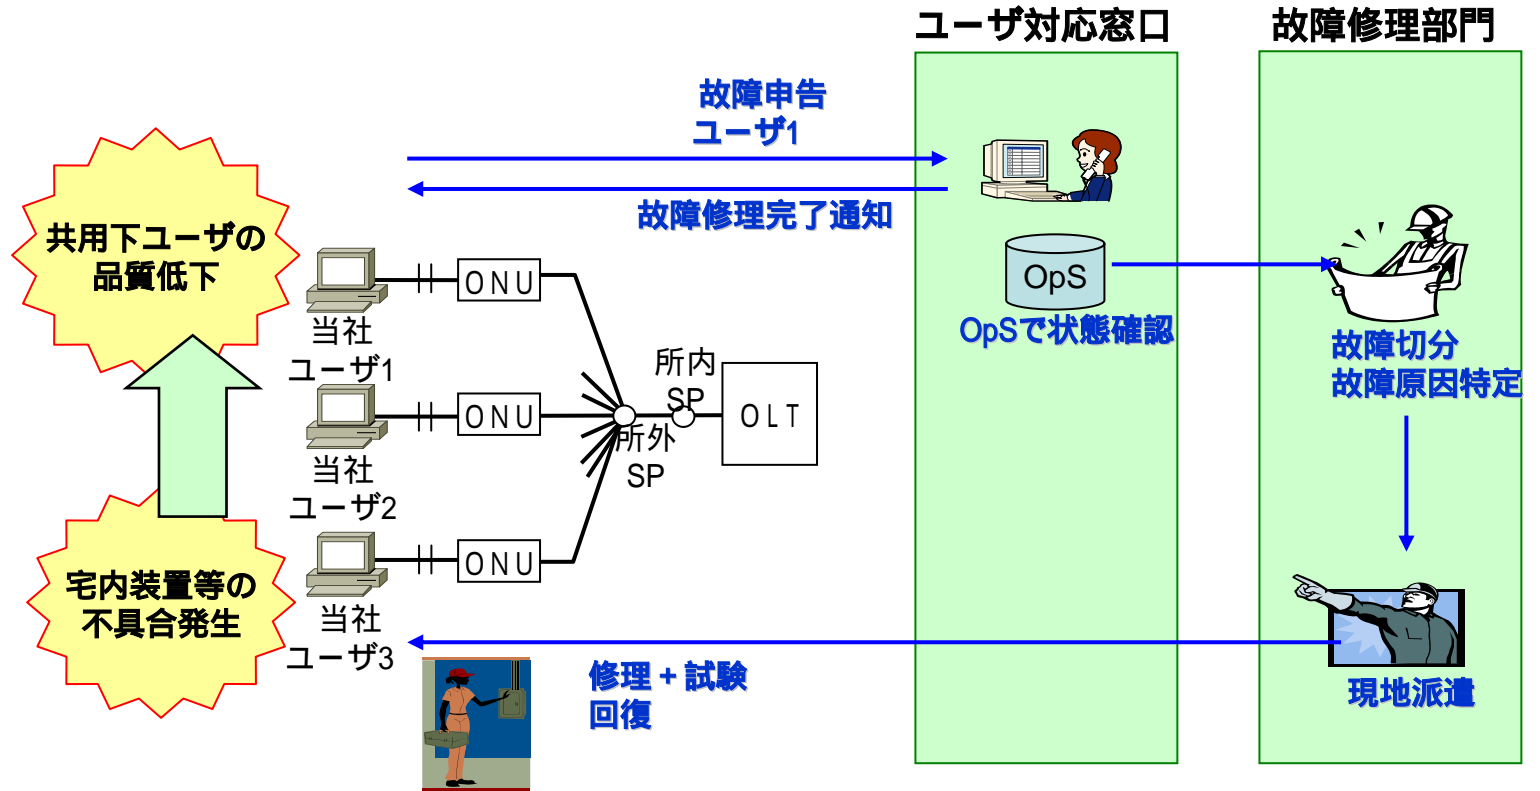 ユーザ対応窓口
故障修理部門
故障申告
ユーザ1
故障修理完了通知
共用下ユーザの
品質低下
ONU
当社
ユーザ1
OpS
OpSで状態確認
故障切分
故障原因特定
所内
SP
OLT
ONU
所外
SP
当社
ユーザ2
ONU
宅内装置等の
不具合発生
当社
ユーザ3
修理+試験
回復
現地派遣